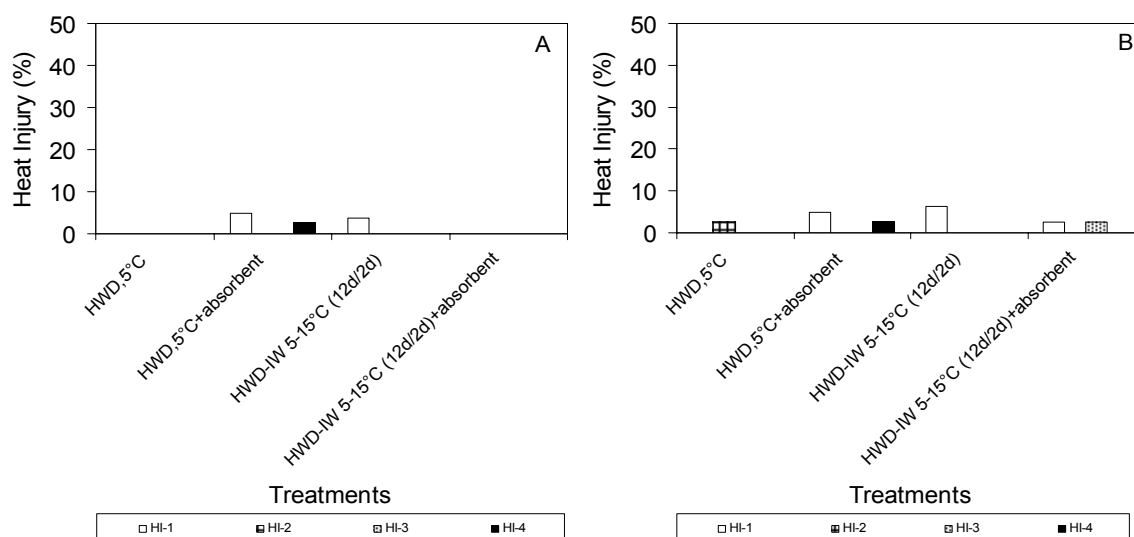 A
Heat Injury (%)
50
40
30
20
10
0
HWD,5°C
HWD,5°C+absorbent
HWD-IW 5-15°C (12d/2d)
HWD-IW 5-15°C (12d/2d)+absorbent
Treatments
HI-1 HI-2 HI-3 HI-4
B
Heat Injury (%)
50
40
30
20
10
0
HWD,5°C
HWD,5°C+absorbent
HWD-IW 5-15°C (12d/2d)
HWD-IW 5-15°C (12d/2d)+absorbent
Treatments
HI-1 HI-2 HI-3 HI-4